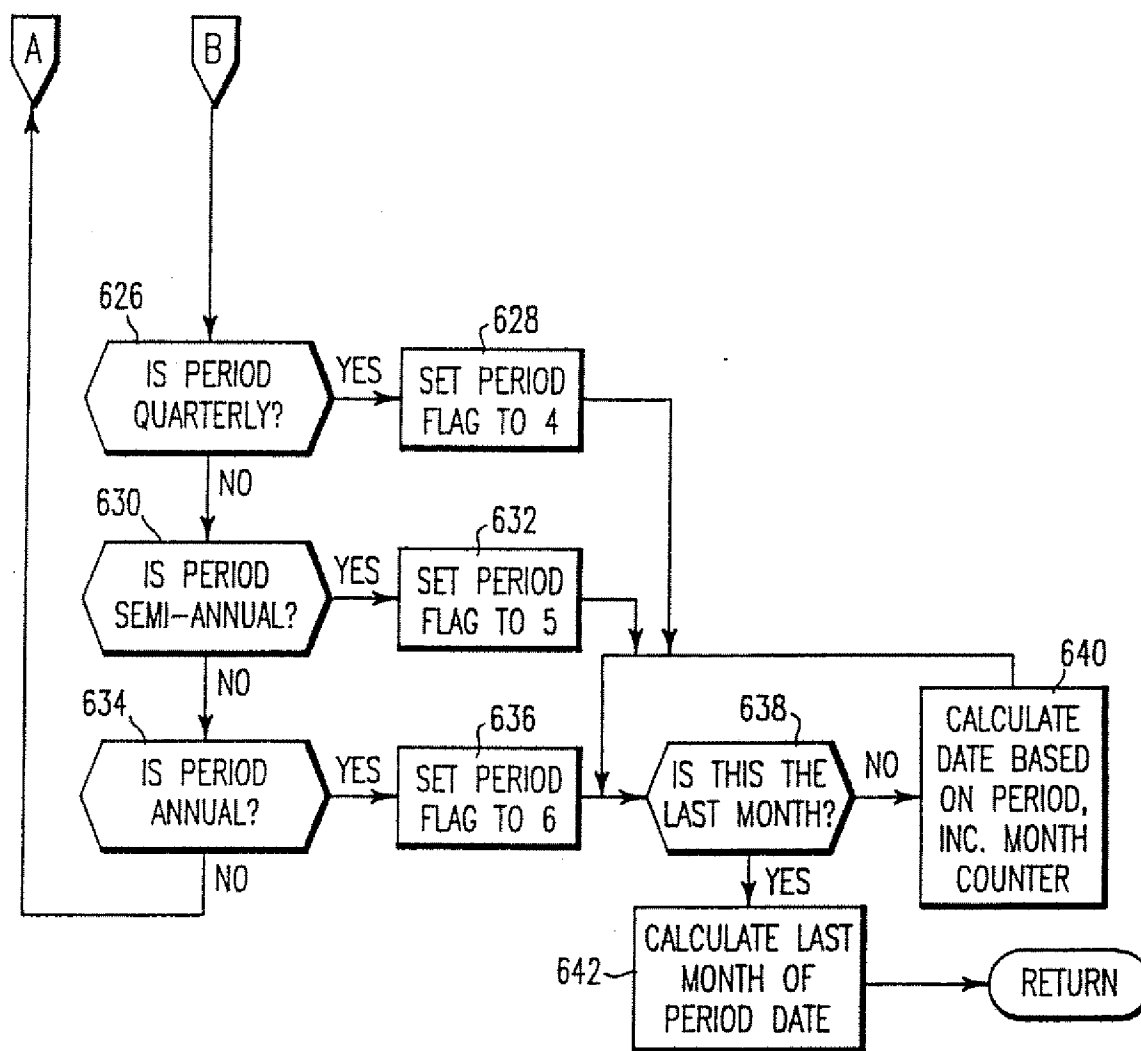 A
B
626
IS PERIOD
QUARTERLY?
YES
628
SET PERIOD
FLAG TO 4
NO
630
IS PERIOD
SEMI-ANNUAL?
YES
632
SET PERIOD
FLAG TO 5
NO
634
IS PERIOD
ANNUAL?
YES
636
SET PERIOD
FLAG TO 6
NO
638
IS THIS THE
LAST MONTH?
NO
640
CALCULATE
DATE BASED
ON PERIOD,
INC. MONTH
COUNTER
YES
642
CALCULATE LAST
MONTH OF
PERIOD DATE
RETURN